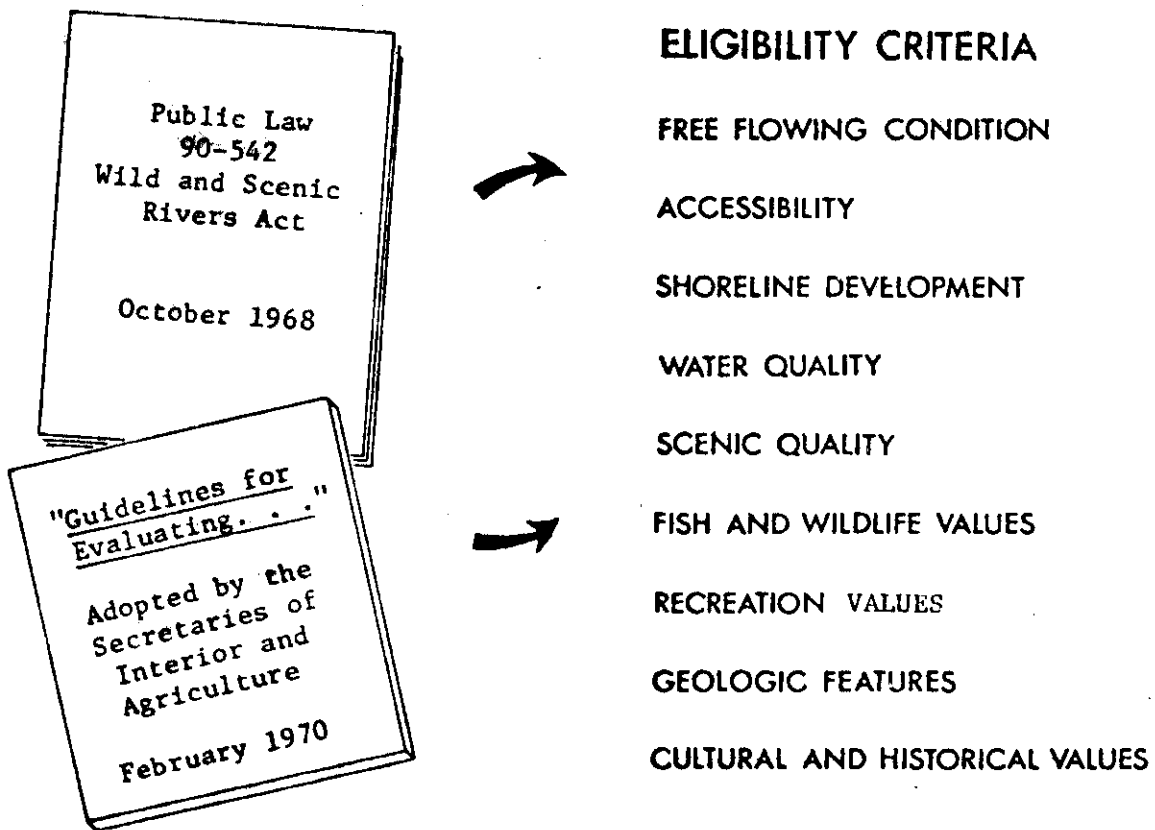 Public Law
90-542
Wild and Scenic
Rivers Act
October 1968
"Guidelines for
Evaluating. . ."
Adopted by the
Secretaries of
Interior and
Agriculture
February 1970
ELIGIBILITY CRITERIA
FREE FLOWING CONDITION
ACCESSIBILITY
SHORELINE DEVELOPMENT
WATER QUALITY
SCENIC QUALITY
FISH AND WILDLIFE VALUES
RECREATION VALUES
GEOLOGIC FEATURES
CULTURAL AND HISTORICAL VALUES